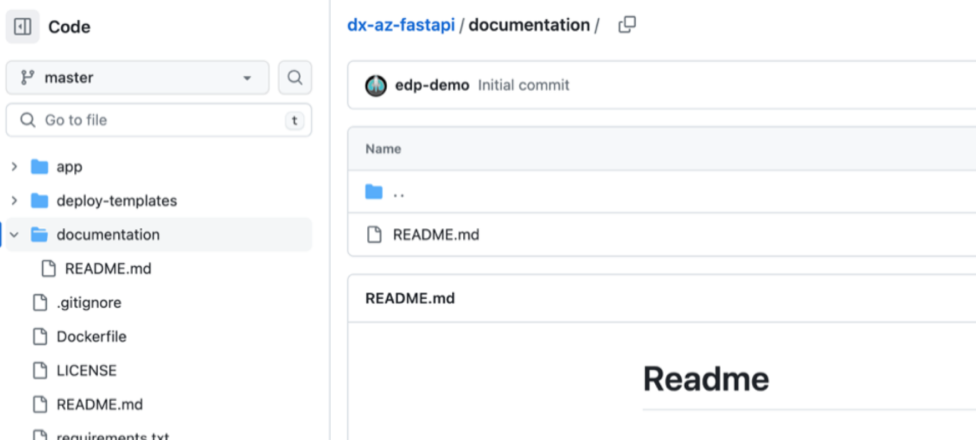 Code
master
Go to file t
app
deploy-templates
documentation
README.md
.gitignore
Dockerfile
LICENSE
README.md
requirements.txt
dx-az-fastapi / documentation /
edp-demo Initial commit
Name
..
README.md
README.md
Readme